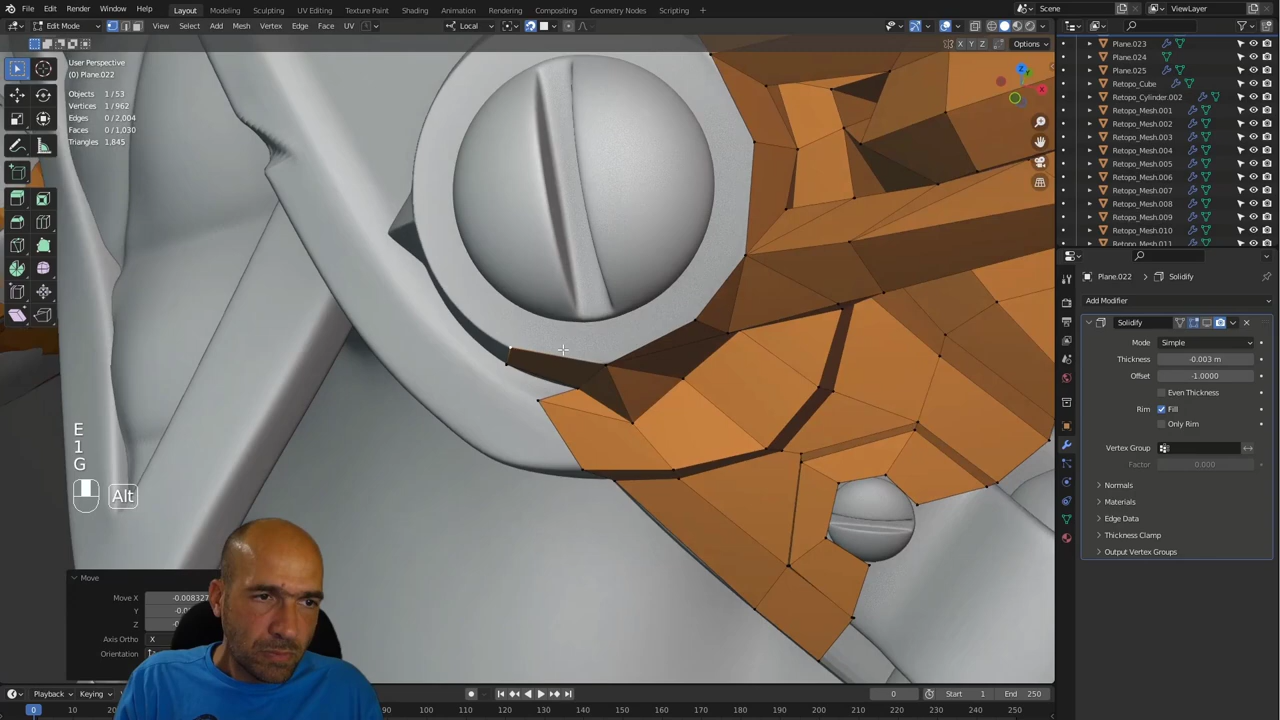 File Edit Render Window Help Layout Modeling Sculpting UV Editing Texture Paint Shading Animation Rendering Compositing Geometry Nodes Scripting Scene ViewLayer
Edit Mode View Select Add Mesh Vertex Edge Face UV Local
X Y Z Options
User Perspective
(0) Plane.022
Objects 1 / 53
Vertices 1 / 962
Edges 0 / 2,004
Faces 0 / 1,030
Triangles 1,845
Z
X
Plane.023
Plane.024
Plane.025
Retopo_Cube
Retopo_Cylinder.002
Retopo_Mesh.001
Retopo_Mesh.002
Retopo_Mesh.003
Retopo_Mesh.004
Retopo_Mesh.005
Retopo_Mesh.006
Retopo_Mesh.007
Retopo_Mesh.008
Retopo_Mesh.009
Retopo_Mesh.010
Retopo_Mesh.011
Plane.022 Solidify
Add Modifier
Solidify
Mode Simple
Thickness -0.003 m
Offset -1.0000
Even Thickness
Rim Fill
Only Rim
Vertex Group
Factor 0.000
Normals
Materials
Edge Data
Thickness Clamp
Output Vertex Groups
E
1
G
Alt
Move
Move X -0.008327
Y
Z
Axis Ortho X
Orientation
Playback Keying 0 Start 1 End 250
0 10 100 110 120 130 140 150 160 170 180 190 200 210 220 230 240 250